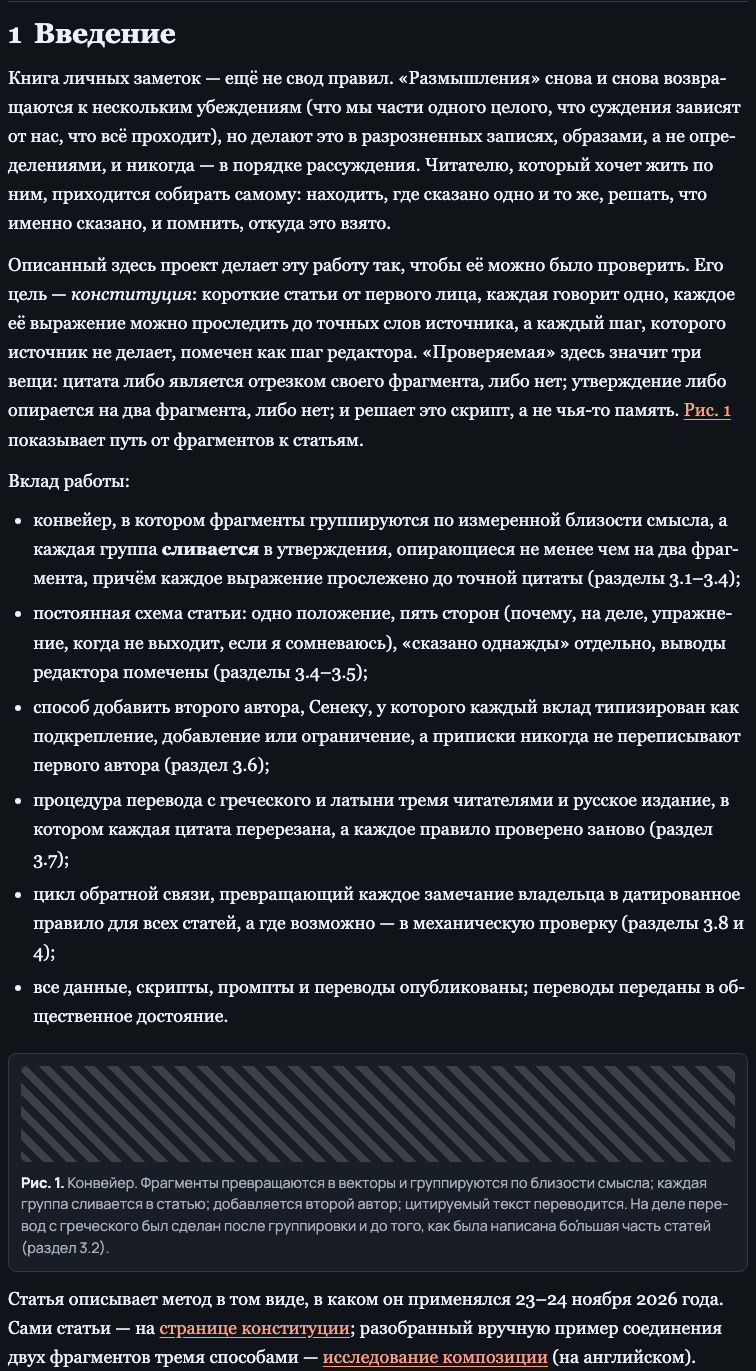 1 Введение
Книга личных заметок — ещё не свод правил. «Размышления» снова и снова возвра-
щаются к нескольким убеждениям (что мы части одного целого, что суждения зависят
от нас, что всё проходит), но делают это в разрозненных записях, образами, а не опре-
делениями, и никогда — в порядке рассуждения. Читателю, который хочет жить по
ним, приходится собирать самому: находить, где сказано одно и то же, решать, что
именно сказано, и помнить, откуда это взято.
Описанный здесь проект делает эту работу так, чтобы её можно было проверить. Его
цель — конституция: короткие статьи от первого лица, каждая говорит одно, каждое
её выражение можно проследить до точных слов источника, а каждый шаг, которого
источник не делает, помечен как шаг редактора. «Проверяемая» здесь значит три
вещи: цитата либо является отрезком своего фрагмента, либо нет; утверждение либо
опирается на два фрагмента, либо нет; и решает это скрипт, а не чья-то память. Рис. 1
показывает путь от фрагментов к статьям.
Вклад работы:
• конвейер, в котором фрагменты группируются по измеренной близости смысла, а
каждая группа сливается в утверждения, опирающиеся не менее чем на два фраг-
мента, причём каждое выражение прослежено до точной цитаты (разделы 3.1–3.4);
• постоянная схема статьи: одно положение, пять сторон (почему, на деле, упражне-
ние, когда не выходит, если я сомневаюсь), «сказано однажды» отдельно, выводы
редактора помечены (разделы 3.4–3.5);
• способ добавить второго автора, Сенеку, у которого каждый вклад типизирован как
подкрепление, добавление или ограничение, а приписки никогда не переписывают
первого автора (раздел 3.6);
• процедура перевода с греческого и латыни тремя читателями и русское издание, в
котором каждая цитата перерезана, а каждое правило проверено заново (раздел
3.7);
• цикл обратной связи, превращающий каждое замечание владельца в датированное
правило для всех статей, а где возможно — в механическую проверку (разделы 3.8 и
4);
• все данные, скрипты, промпты и переводы опубликованы; переводы переданы в об-
щественное достояние.
Рис. 1. Конвейер. Фрагменты превращаются в векторы и группируются по близости смысла; каждая
группа сливается в статью; добавляется второй автор; цитируемый текст переводится. На деле пере-
вод с греческого был сделан после группировки и до того, как была написана бо́льшая часть статей
(раздел 3.2).
Статья описывает метод в том виде, в каком он применялся 23–24 ноября 2026 года.
Сами статьи — на странице конституции; разобранный вручную пример соединения
двух фрагментов тремя способами — исследование композиции (на английском).